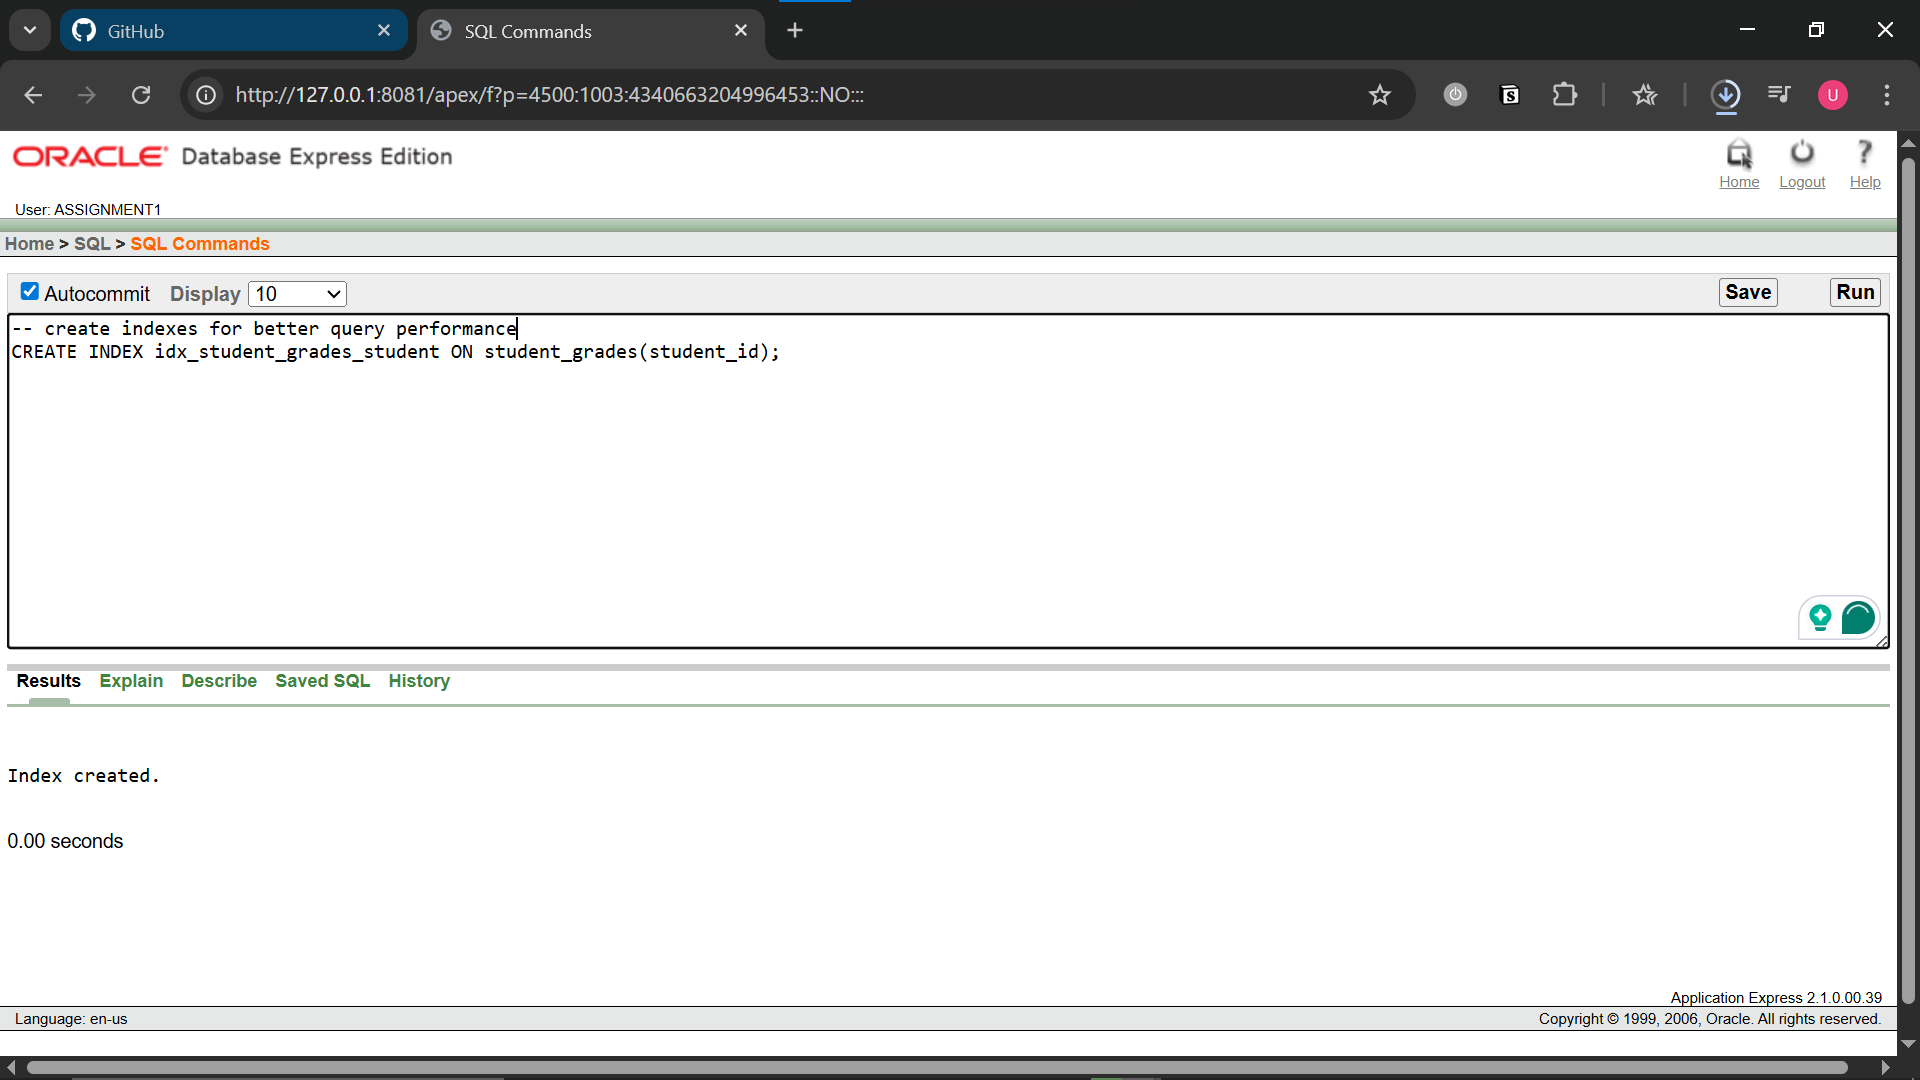 GitHub
SQL Commands
http://127.0.0.1:8081/apex/f?p=4500:1003:4340663204996453::NO:::
U
ORACLE Database Express Edition
Home Logout Help
User: ASSIGNMENT1
Home > SQL > SQL Commands
Autocommit Display 10 Save Run
-- create indexes for better query performance
CREATE INDEX idx_student_grades_student ON student_grades(student_id);
Results Explain Describe Saved SQL History
Index created.
0.00 seconds
Application Express 2.1.0.00.39
Language: en-us Copyright © 1999, 2006, Oracle. All rights reserved.